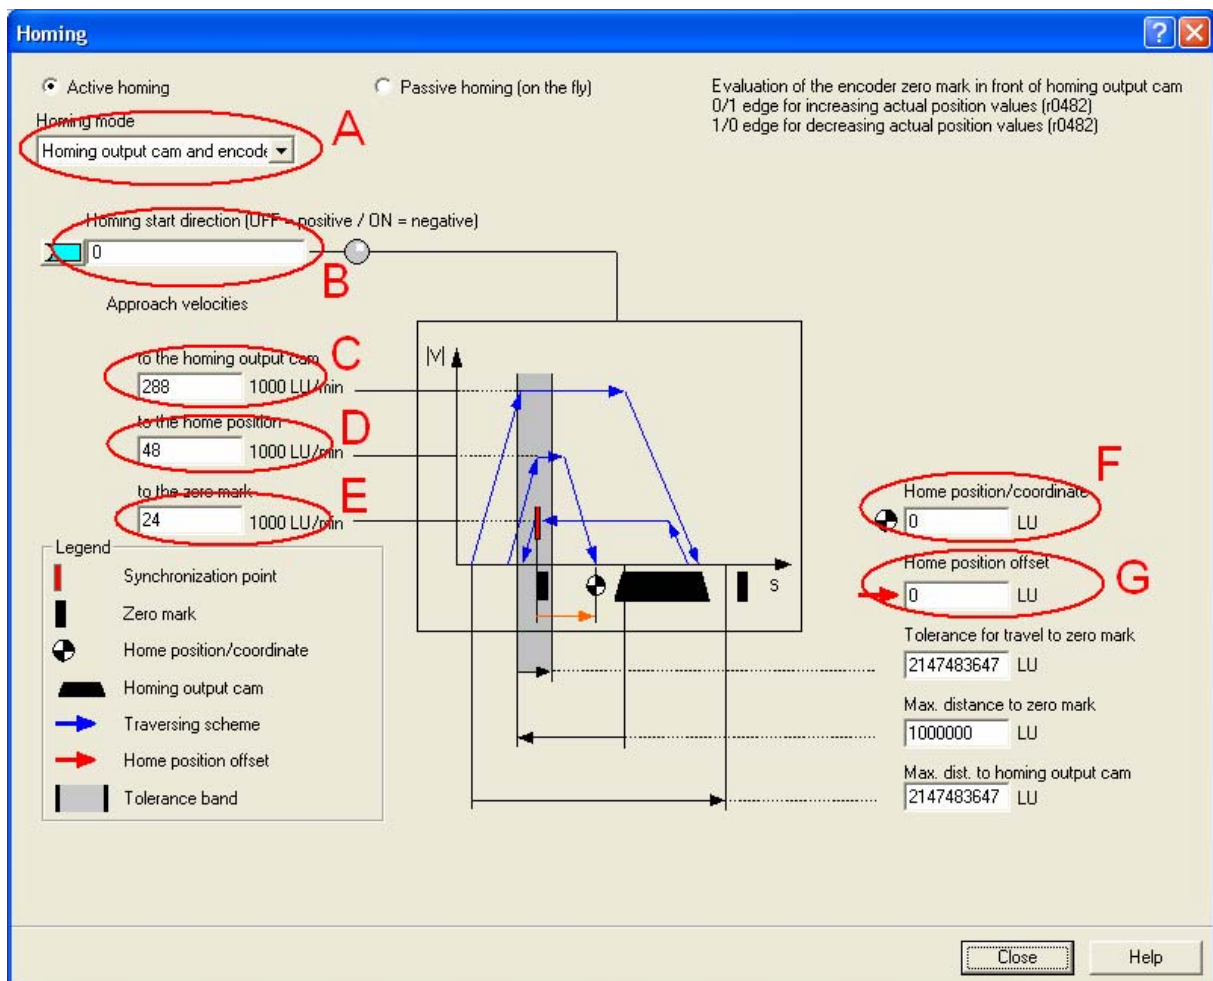 Homing
Active homing
Passive homing (on the fly)
Evaluation of the encoder zero mark in front of homing output cam
0/1 edge for increasing actual position values (r0482)
1/0 edge for decreasing actual position values (r0482)
Homing mode
A
Homing output cam and encode
Homing start direction (OFF = positive / ON = negative)
0
B
Approach velocities
to the homing output cam
C
288 1000 LU/min
to the home position
D
48 1000 LU/min
to the zero mark
E
24 1000 LU/min
|V|
s
F
Home position/coordinate
0 LU
Home position offset
G
0 LU
Tolerance for travel to zero mark
2147483647 LU
Max. distance to zero mark
1000000 LU
Max. dist. to homing output cam
2147483647 LU
Legend
Synchronization point
Zero mark
Home position/coordinate
Homing output cam
Traversing scheme
Home position offset
Tolerance band
Close
Help